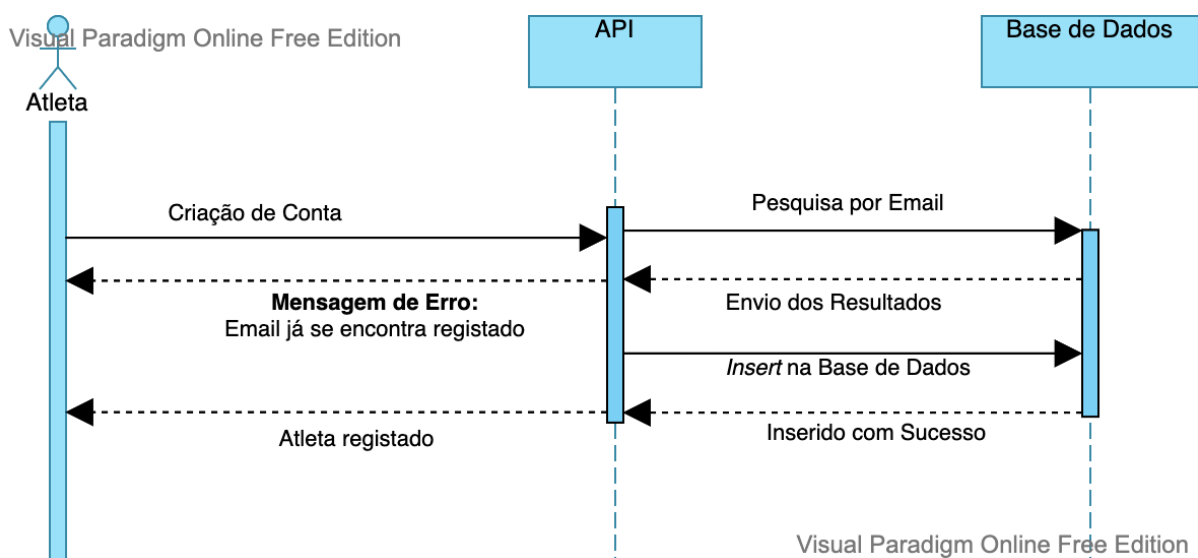 Visual Paradigm Online Free Edition
API
Base de Dados
Atleta
Criação de Conta
Pesquisa por Email
Mensagem de Erro:
Email já se encontra registado
Envio dos Resultados
Insert na Base de Dados
Atleta registado
Inserido com Sucesso
Visual Paradigm Online Free Edition